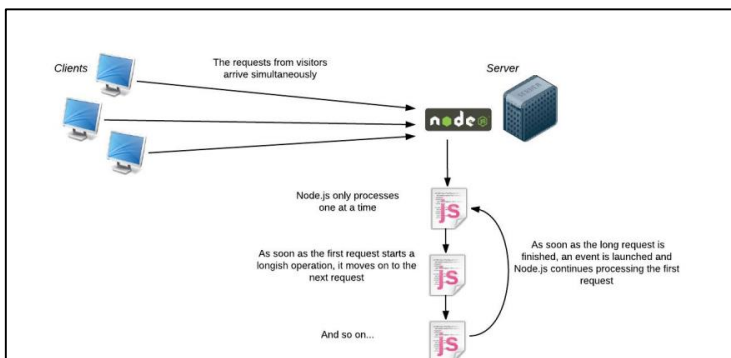 Clients
The requests from visitors
arrive simultaneously
Server
SERVER
node
JS
Node.js only processes
one at a time
JS
As soon as the first request starts a
longish operation, it moves on to the
next request
JS
As soon as the long request is
finished, an event is launched and
Node.js continues processing the first
request
And so on...
JS